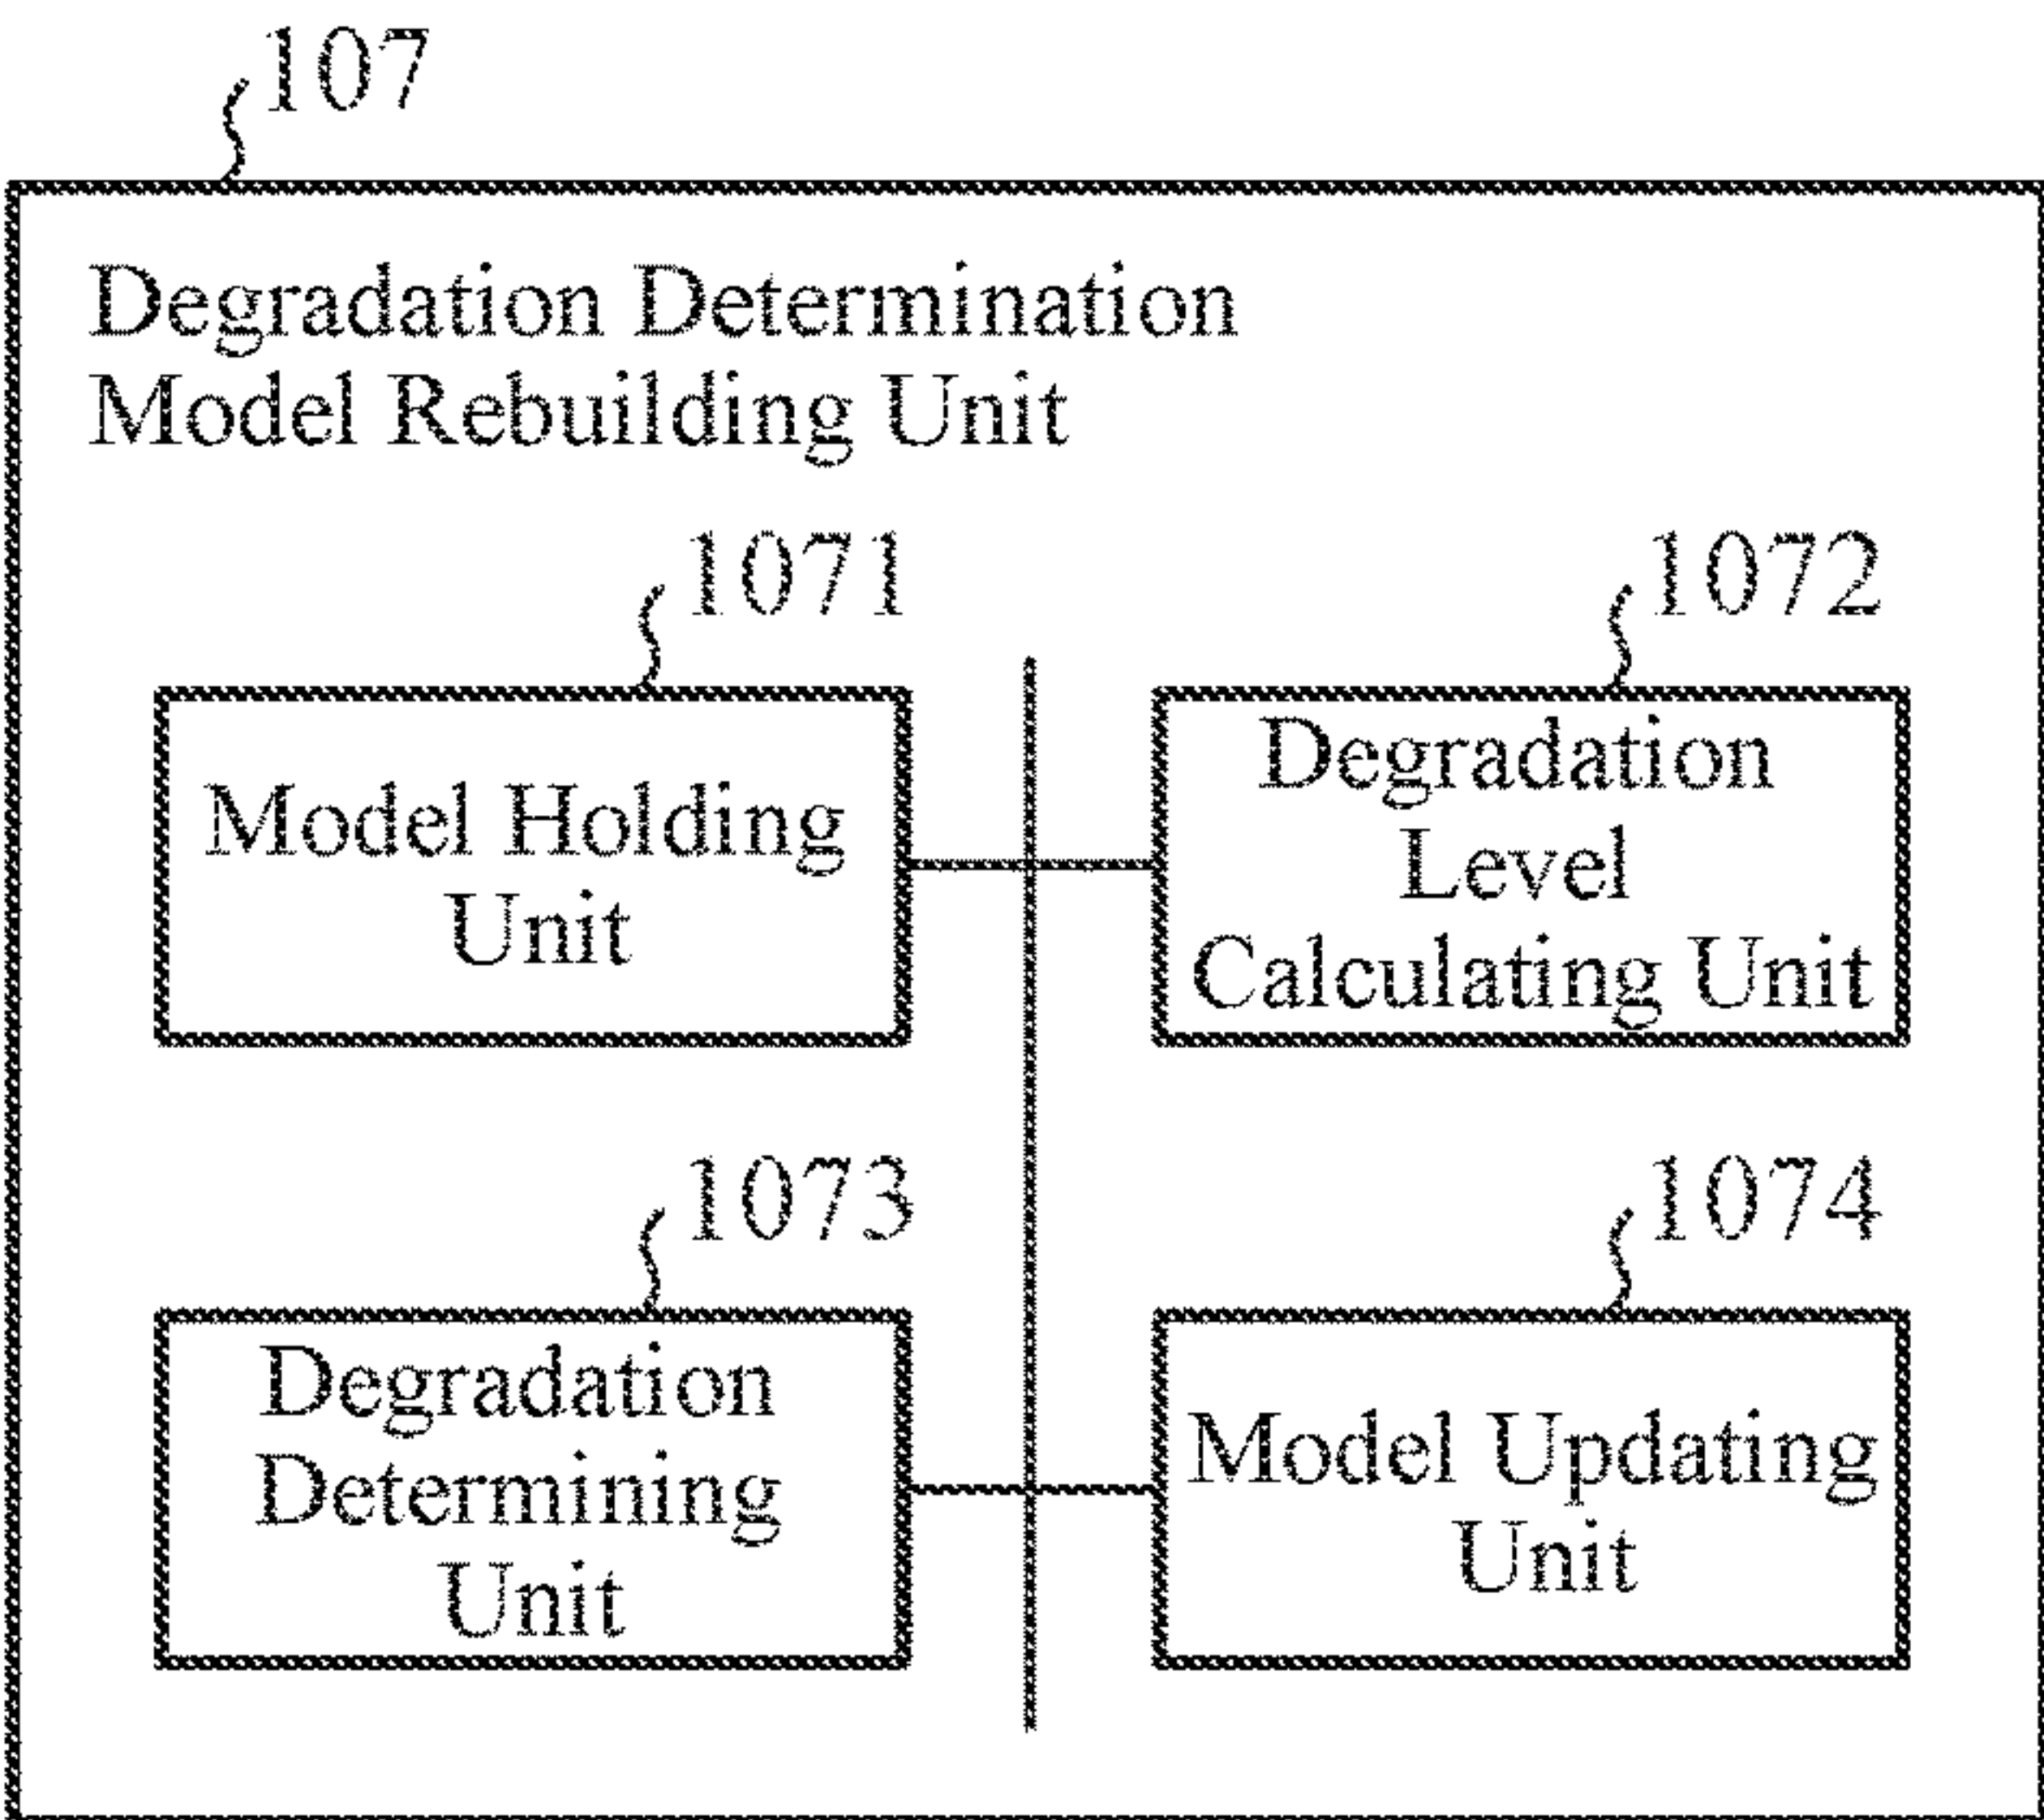 107
Degradation Determination
Model Rebuilding Unit
1071
Model Holding
Unit
1072
Degradation
Level
Calculating Unit
1073
Degradation
Determining
Unit
1074
Model Updating
Unit